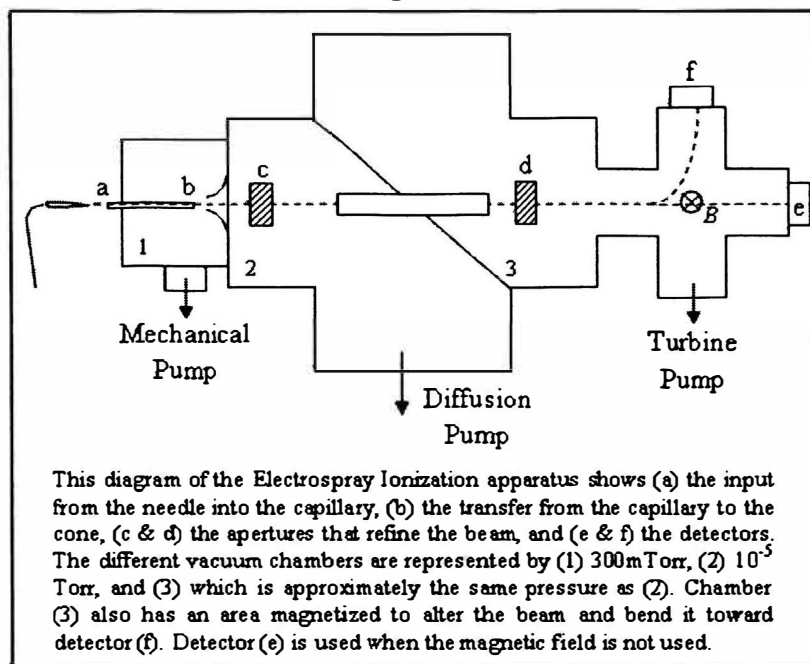 f
a
b
c
d
B
e
1
2
3
Mechanical
Pump
Diffusion
Pump
Turbine
Pump
This diagram of the Electrospray Ionization apparatus shows (a) the input
from the needle into the capillary, (b) the transfer from the capillary to the
cone, (c & d) the apertures that refine the beam, and (e & f) the detectors.
The different vacuum chambers are represented by (1) 300mTorr, (2) 10⁻⁵
Torr, and (3) which is approximately the same pressure as (2). Chamber
(3) also has an area magnetized to alter the beam and bend it toward
detector (f). Detector (e) is used when the magnetic field is not used.